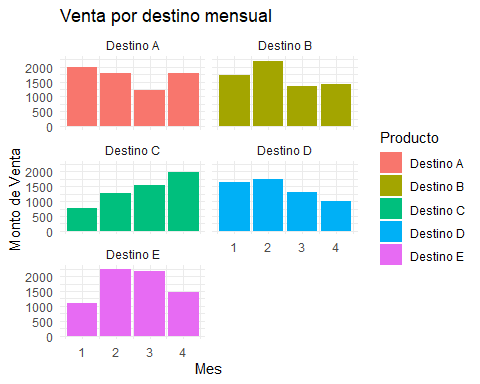 Venta por destino mensual
Destino A
Destino B
2000
1500
1000
500
0
Destino C
Destino D
2000
1500
1000
500
0
1 2 3 4
Destino E
2000
1500
1000
500
0
1 2 3 4
Mes
Monto de Venta
Producto
Destino A
Destino B
Destino C
Destino D
Destino E